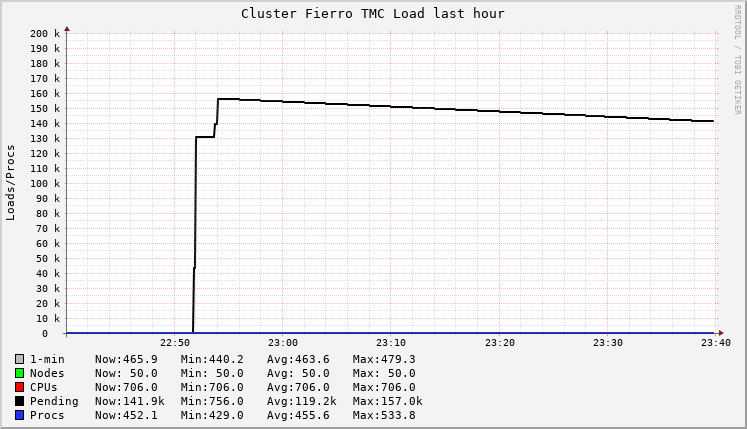 Cluster Fierro TMC Load last hour
RRDTOOL / TOBI OETIKER
Loads/Procs
200 k
190 k
180 k
170 k
160 k
150 k
140 k
130 k
120 k
110 k
100 k
90 k
80 k
70 k
60 k
50 k
40 k
30 k
20 k
10 k
0
22:50 23:00 23:10 23:20 23:30 23:40
1-min Now:465.9 Min:440.2 Avg:463.6 Max:479.3
Nodes Now: 50.0 Min: 50.0 Avg: 50.0 Max: 50.0
CPUs Now:706.0 Min:706.0 Avg:706.0 Max:706.0
Pending Now:141.9k Min:756.0 Avg:119.2k Max:157.0k
Procs Now:452.1 Min:429.0 Avg:455.6 Max:533.8